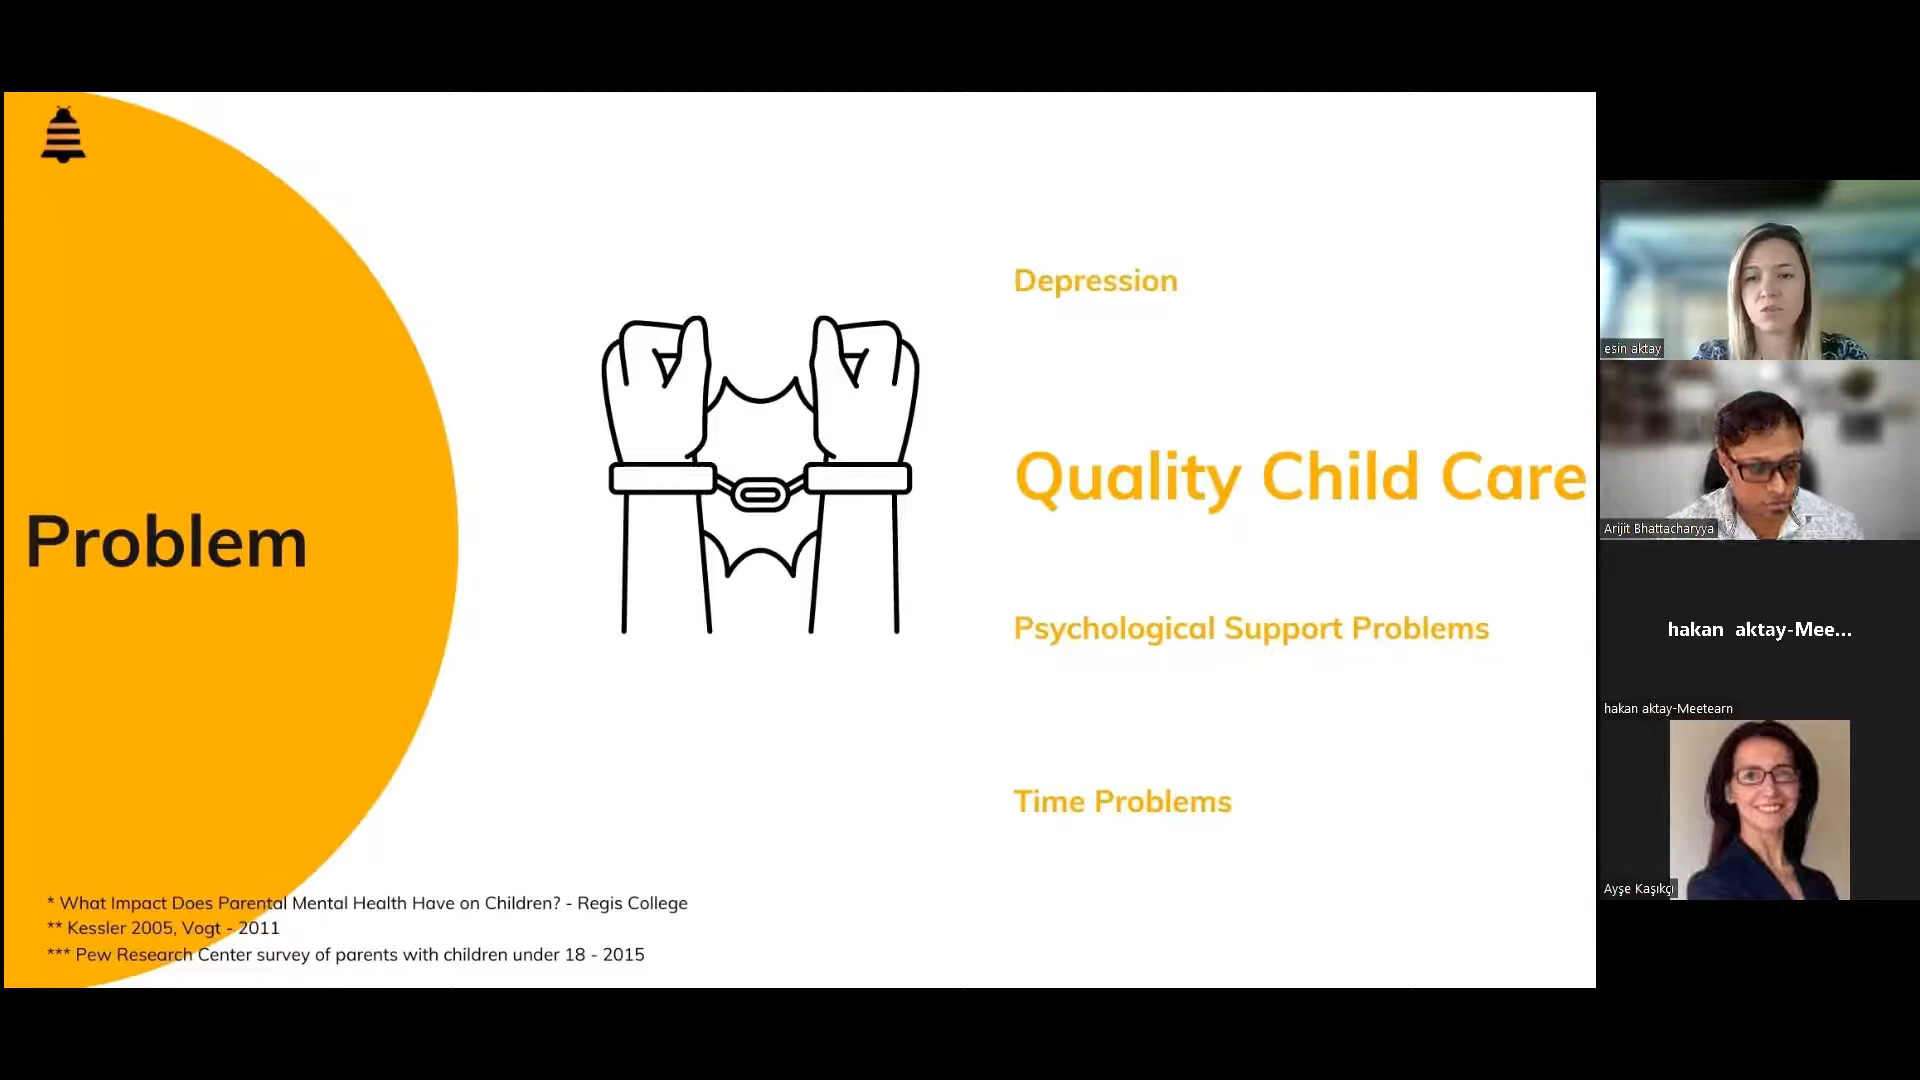 Problem
Depression
Quality Child Care
Psychological Support Problems
Time Problems
* What Impact Does Parental Mental Health Have on Children? - Regis College
** Kessler 2005, Vogt - 2011
*** Pew Research Center survey of parents with children under 18 - 2015
esin aktay
Arijit Bhattacharyya
hakan aktay-Mee...
hakan aktay-Meetearn
Ayşe Kaşıkçı